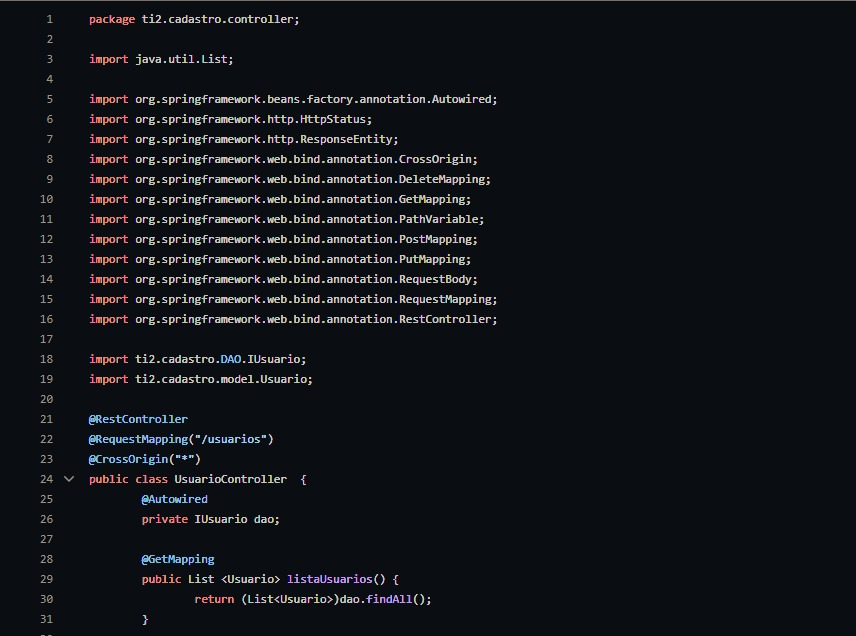 1 package ti2.cadastro.controller;
2
3 import java.util.List;
4
5 import org.springframework.beans.factory.annotation.Autowired;
6 import org.springframework.http.HttpStatus;
7 import org.springframework.http.ResponseEntity;
8 import org.springframework.web.bind.annotation.CrossOrigin;
9 import org.springframework.web.bind.annotation.DeleteMapping;
10 import org.springframework.web.bind.annotation.GetMapping;
11 import org.springframework.web.bind.annotation.PathVariable;
12 import org.springframework.web.bind.annotation.PostMapping;
13 import org.springframework.web.bind.annotation.PutMapping;
14 import org.springframework.web.bind.annotation.RequestBody;
15 import org.springframework.web.bind.annotation.RequestMapping;
16 import org.springframework.web.bind.annotation.RestController;
17
18 import ti2.cadastro.DAO.IUsuario;
19 import ti2.cadastro.model.Usuario;
20
21 @RestController
22 @RequestMapping("/usuarios")
23 @CrossOrigin("*")
24 public class UsuarioController  {
25         @Autowired
26         private IUsuario dao;
27
28         @GetMapping
29         public List <Usuario> listaUsuarios() {
30                 return (List<Usuario>)dao.findAll();
31         }